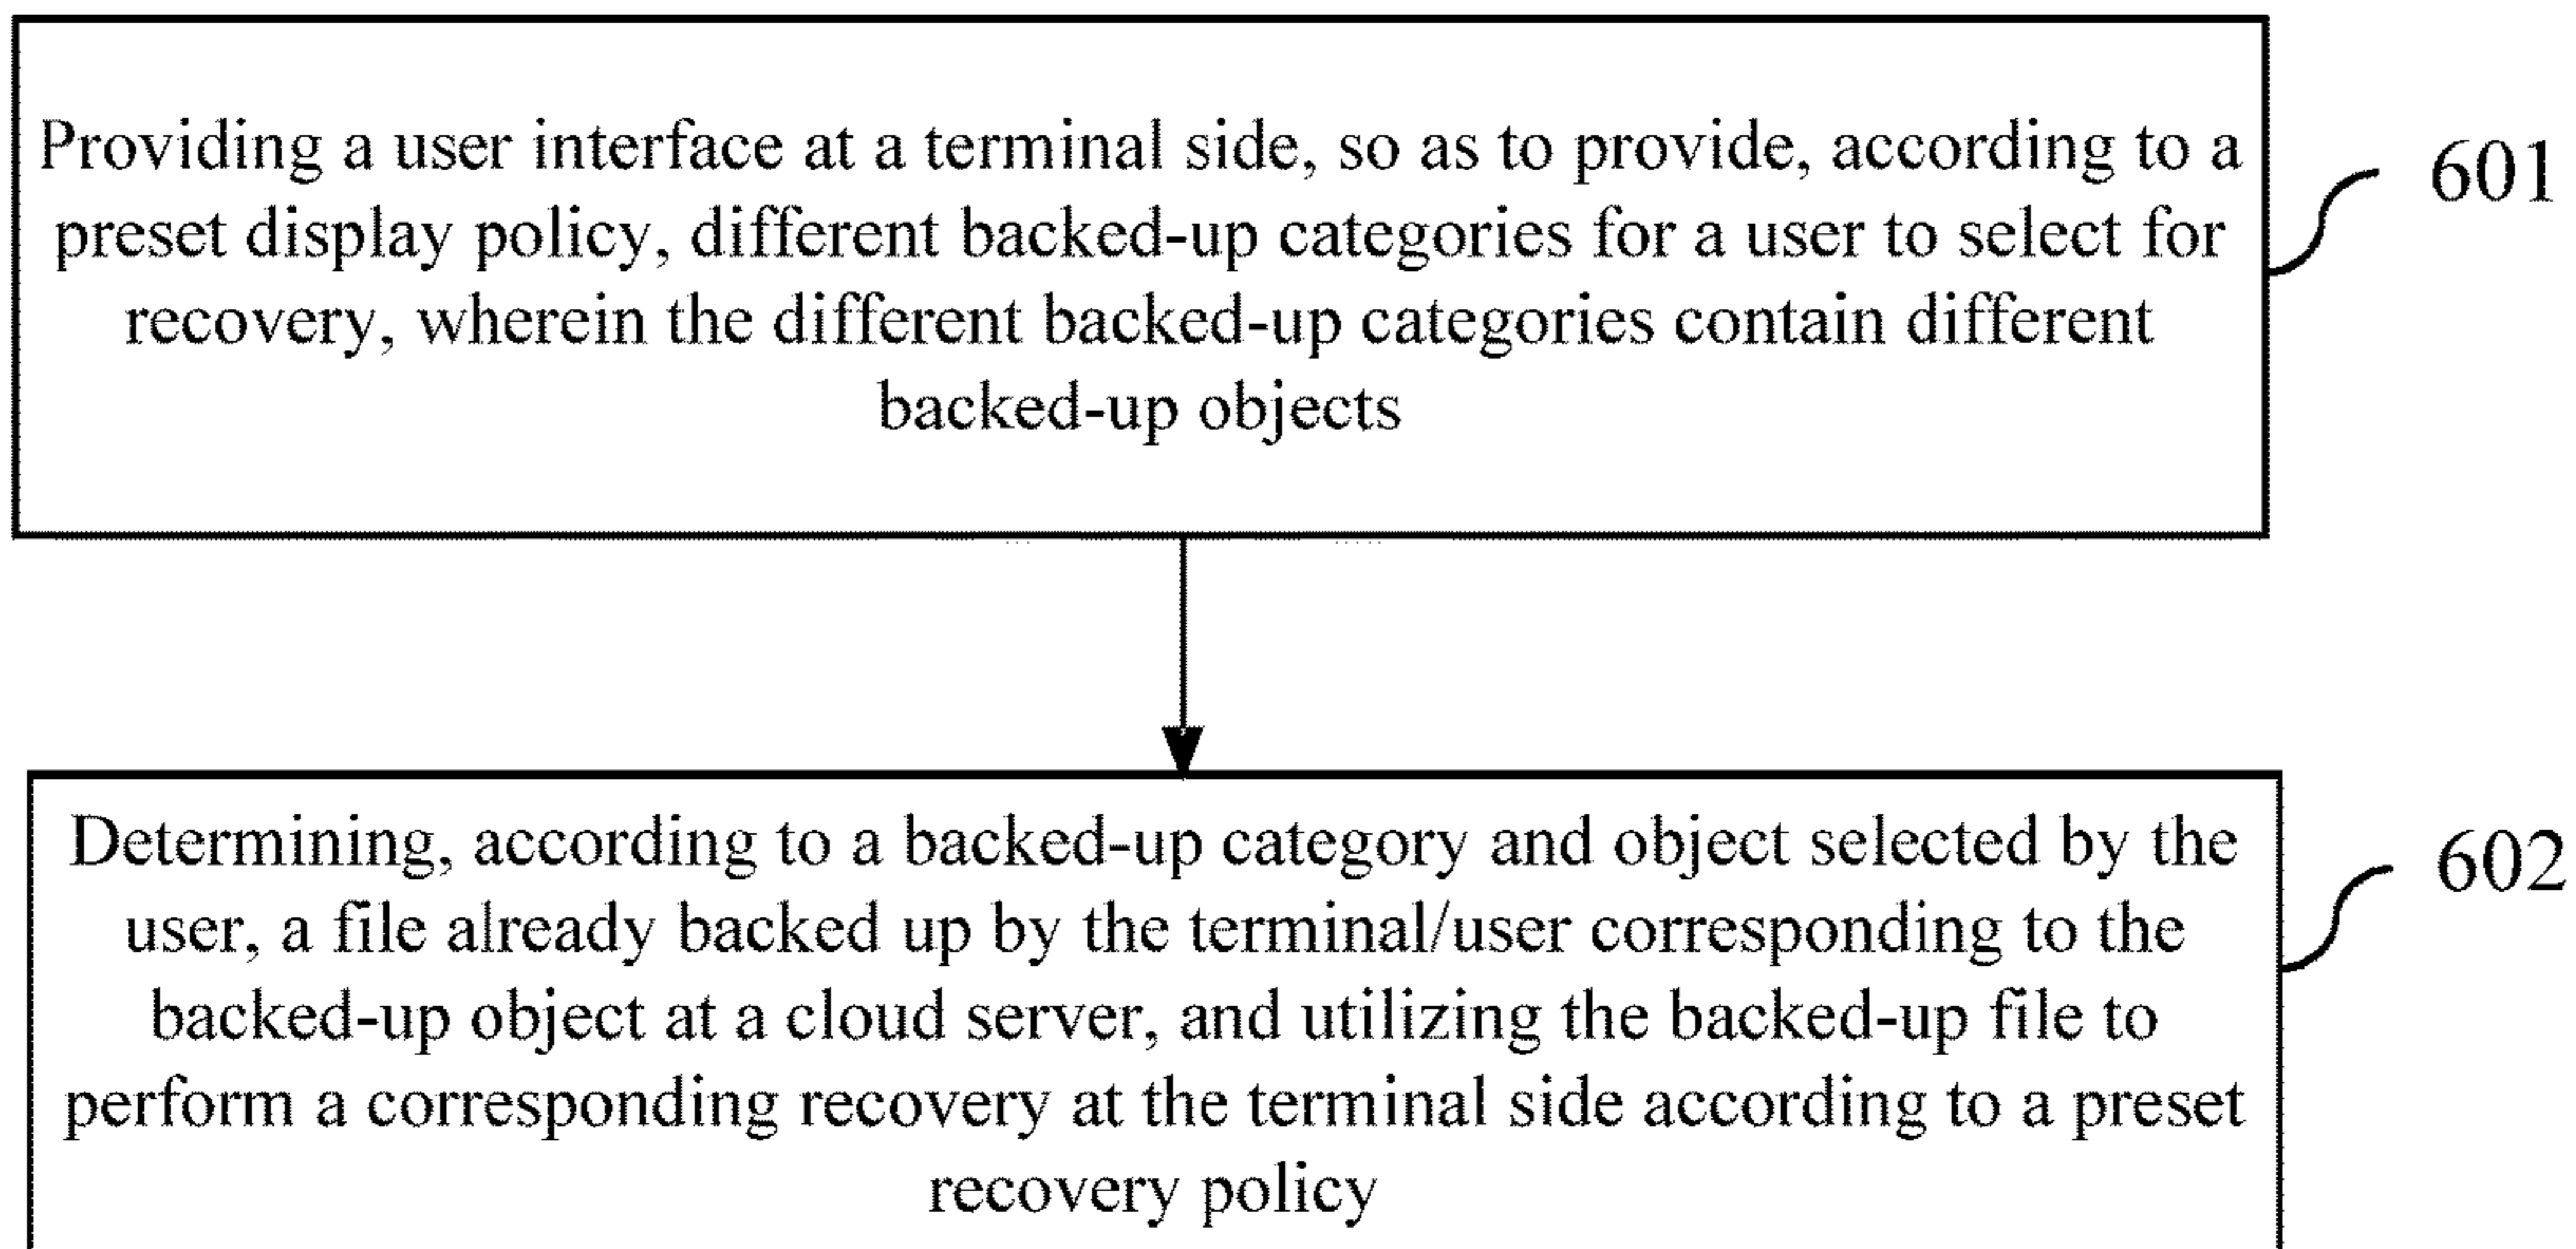 Providing a user interface at a terminal side, so as to provide, according to a
preset display policy, different backed-up categories for a user to select for
recovery, wherein the different backed-up categories contain different
backed-up objects
601
Determining, according to a backed-up category and object selected by the
user, a file already backed up by the terminal/user corresponding to the
backed-up object at a cloud server, and utilizing the backed-up file to
perform a corresponding recovery at the terminal side according to a preset
recovery policy
602